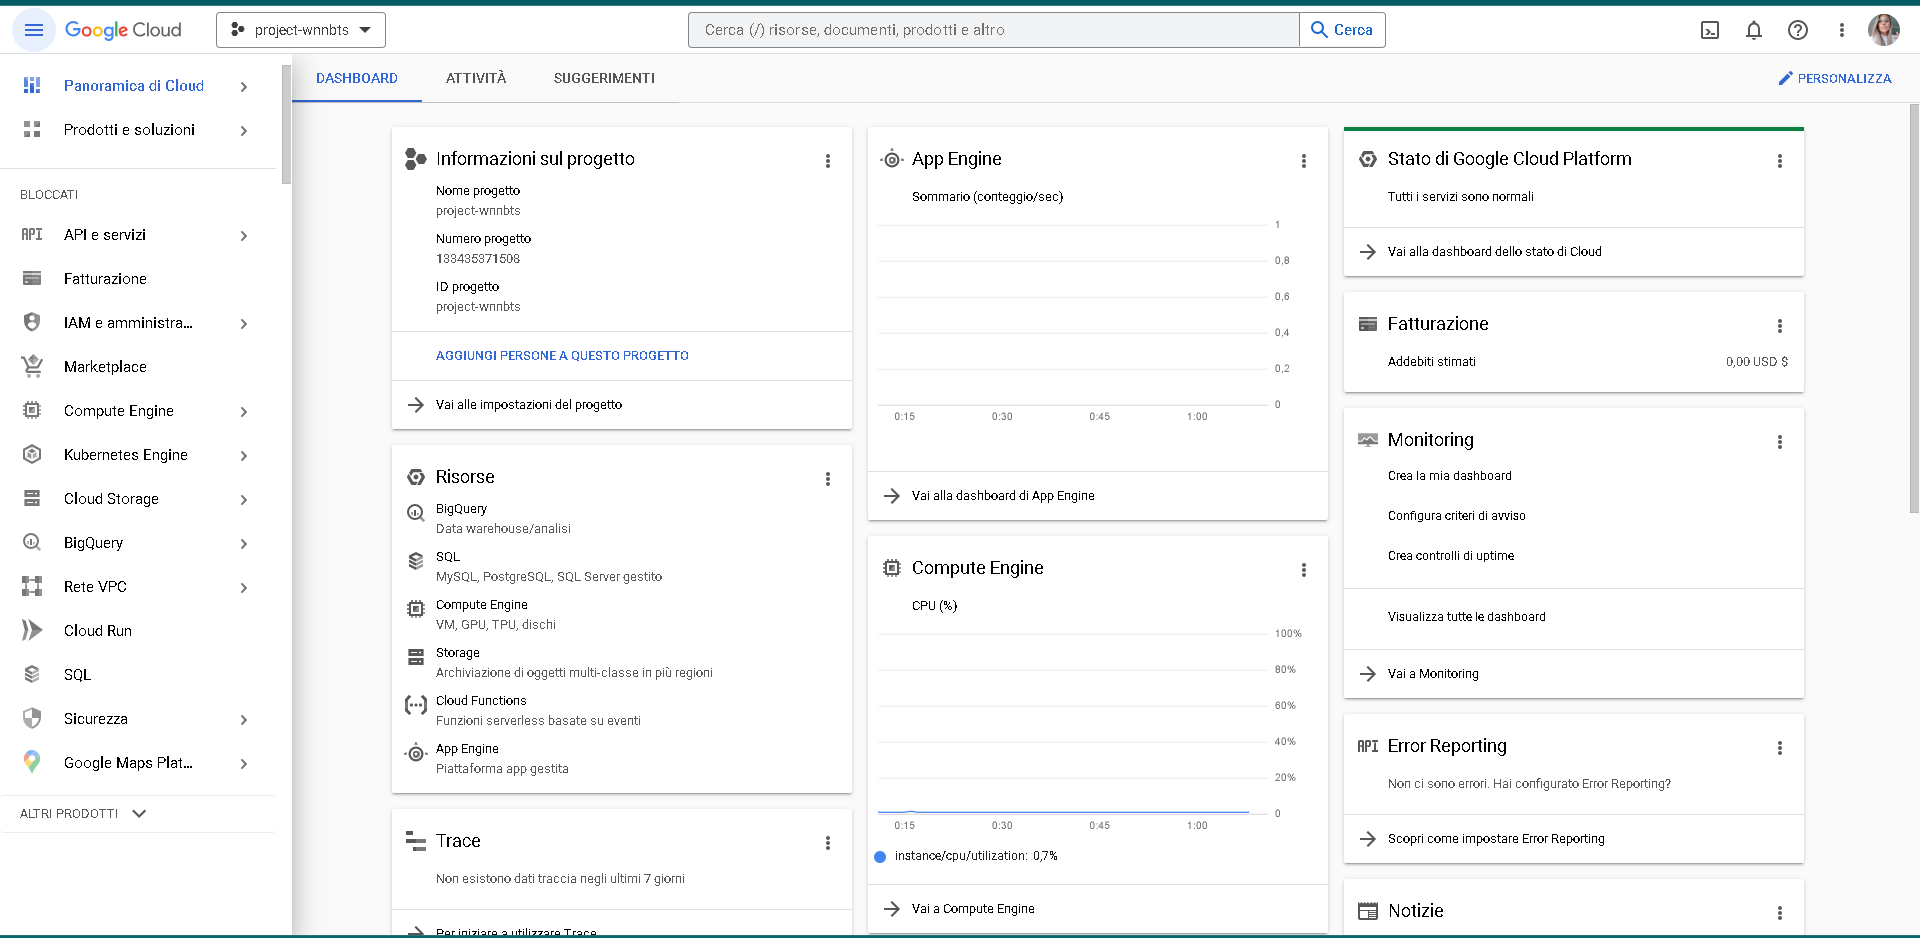 Google Cloud
project-wnnbts
Cerca (/) risorse, documenti, prodotti e altro
Cerca
Panoramica di Cloud
Prodotti e soluzioni
BLOCCATI
API
API e servizi
Fatturazione
IAM e amministra...
Marketplace
Compute Engine
Kubernetes Engine
Cloud Storage
BigQuery
Rete VPC
Cloud Run
SQL
Sicurezza
Google Maps Plat...
ALTRI PRODOTTI
DASHBOARD
ATTIVITÀ
SUGGERIMENTI
PERSONALIZZA
Informazioni sul progetto
Nome progetto
project-wnnbts
Numero progetto
133435371508
ID progetto
project-wnnbts
AGGIUNGI PERSONE A QUESTO PROGETTO
Vai alle impostazioni del progetto
Risorse
BigQuery
Data warehouse/analisi
SQL
MySQL, PostgreSQL, SQL Server gestito
Compute Engine
VM, GPU, TPU, dischi
Storage
Archiviazione di oggetti multi-classe in più regioni
Cloud Functions
Funzioni serverless basate su eventi
App Engine
Piattaforma app gestita
Trace
Non esistono dati traccia negli ultimi 7 giorni
Per iniziare a utilizzare Trace
App Engine
Sommario (conteggio/sec)
1
0,8
0,6
0,4
0,2
0
0:15 0:30 0:45 1:00
Vai alla dashboard di App Engine
Compute Engine
CPU (%)
100%
80%
60%
40%
20%
0
0:15 0:30 0:45 1:00
instance/cpu/utilization: 0,7%
Vai a Compute Engine
Stato di Google Cloud Platform
Tutti i servizi sono normali
Vai alla dashboard dello stato di Cloud
Fatturazione
Addebiti stimati 0,00 USD $
Monitoring
Crea la mia dashboard
Configura criteri di avviso
Crea controlli di uptime
Visualizza tutte le dashboard
Vai a Monitoring
API
Error Reporting
Non ci sono errori. Hai configurato Error Reporting?
Scopri come impostare Error Reporting
Notizie